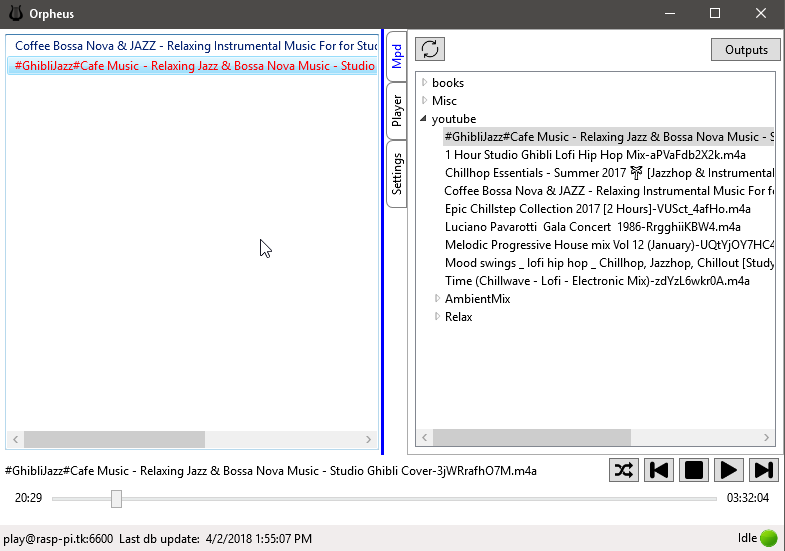 Orpheus
Coffee Bossa Nova & JAZZ - Relaxing Instrumental Music For for Stud
#GhibliJazz#Cafe Music - Relaxing Jazz & Bossa Nova Music - Studio
Mpd
Player
Settings
Outputs
books
Misc
youtube
#GhibliJazz#Cafe Music - Relaxing Jazz & Bossa Nova Music - S
1 Hour Studio Ghibli Lofi Hip Hop Mix-aPVaFdb2X2k.m4a
Chillhop Essentials - Summer 2017 🌴 [Jazzhop & Instrumental
Coffee Bossa Nova & JAZZ - Relaxing Instrumental Music For fo
Epic Chillstep Collection 2017 [2 Hours]-VUSct_4afHo.m4a
Luciano Pavarotti  Gala Concert  1986-RrgghiiKBW4.m4a
Melodic Progressive House mix Vol 12 (January)-UQtYjOY7HC4
Mood swings _ lofi hip hop _ Chillhop, Jazzhop, Chillout [Study
Time (Chillwave - Lofi - Electronic Mix)-zdYzL6wkr0A.m4a
AmbientMix
Relax
#GhibliJazz#Cafe Music - Relaxing Jazz & Bossa Nova Music - Studio Ghibli Cover-3jWRrafhO7M.m4a
20:29
03:32:04
play@rasp-pi.tk:6600  Last db update:  4/2/2018 1:55:07 PM
Idle